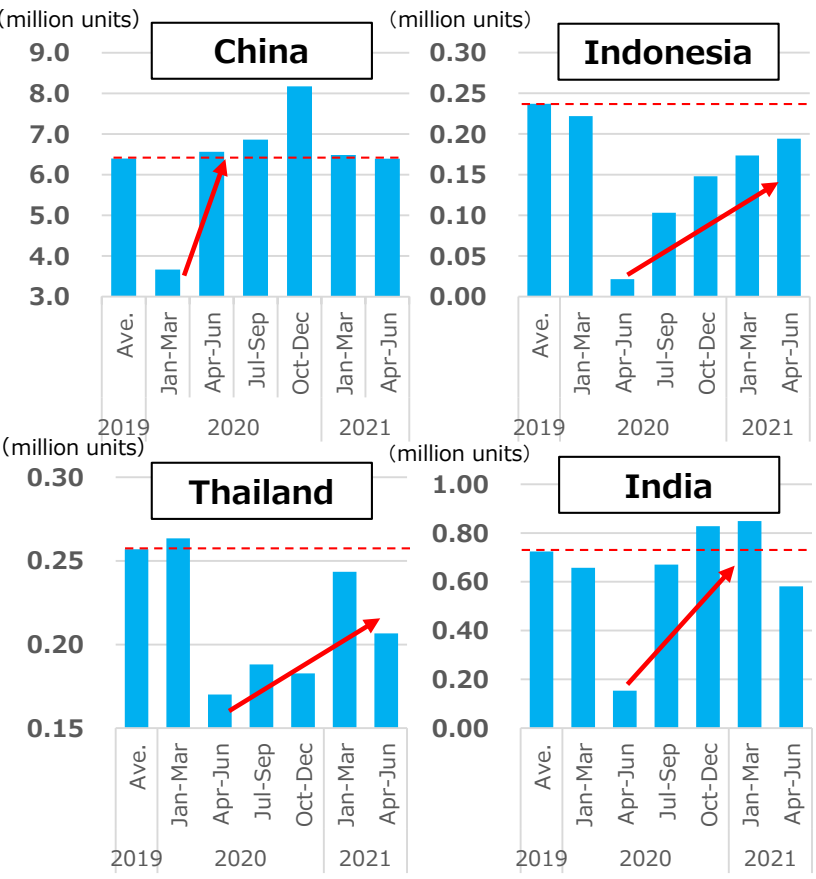 (million units)
China
9.0
8.0
7.0
6.0
5.0
4.0
3.0
Ave.
Jan-Mar
Apr-Jun
Jul-Sep
Oct-Dec
Jan-Mar
Apr-Jun
2019
2020
2021
(million units)
Indonesia
0.30
0.25
0.20
0.15
0.10
0.05
0.00
Ave.
Jan-Mar
Apr-Jun
Jul-Sep
Oct-Dec
Jan-Mar
Apr-Jun
2019
2020
2021
(million units)
Thailand
0.30
0.25
0.20
0.15
Ave.
Jan-Mar
Apr-Jun
Jul-Sep
Oct-Dec
Jan-Mar
Apr-Jun
2019
2020
2021
(million units)
India
1.00
0.80
0.60
0.40
0.20
0.00
Ave.
Jan-Mar
Apr-Jun
Jul-Sep
Oct-Dec
Jan-Mar
Apr-Jun
2019
2020
2021